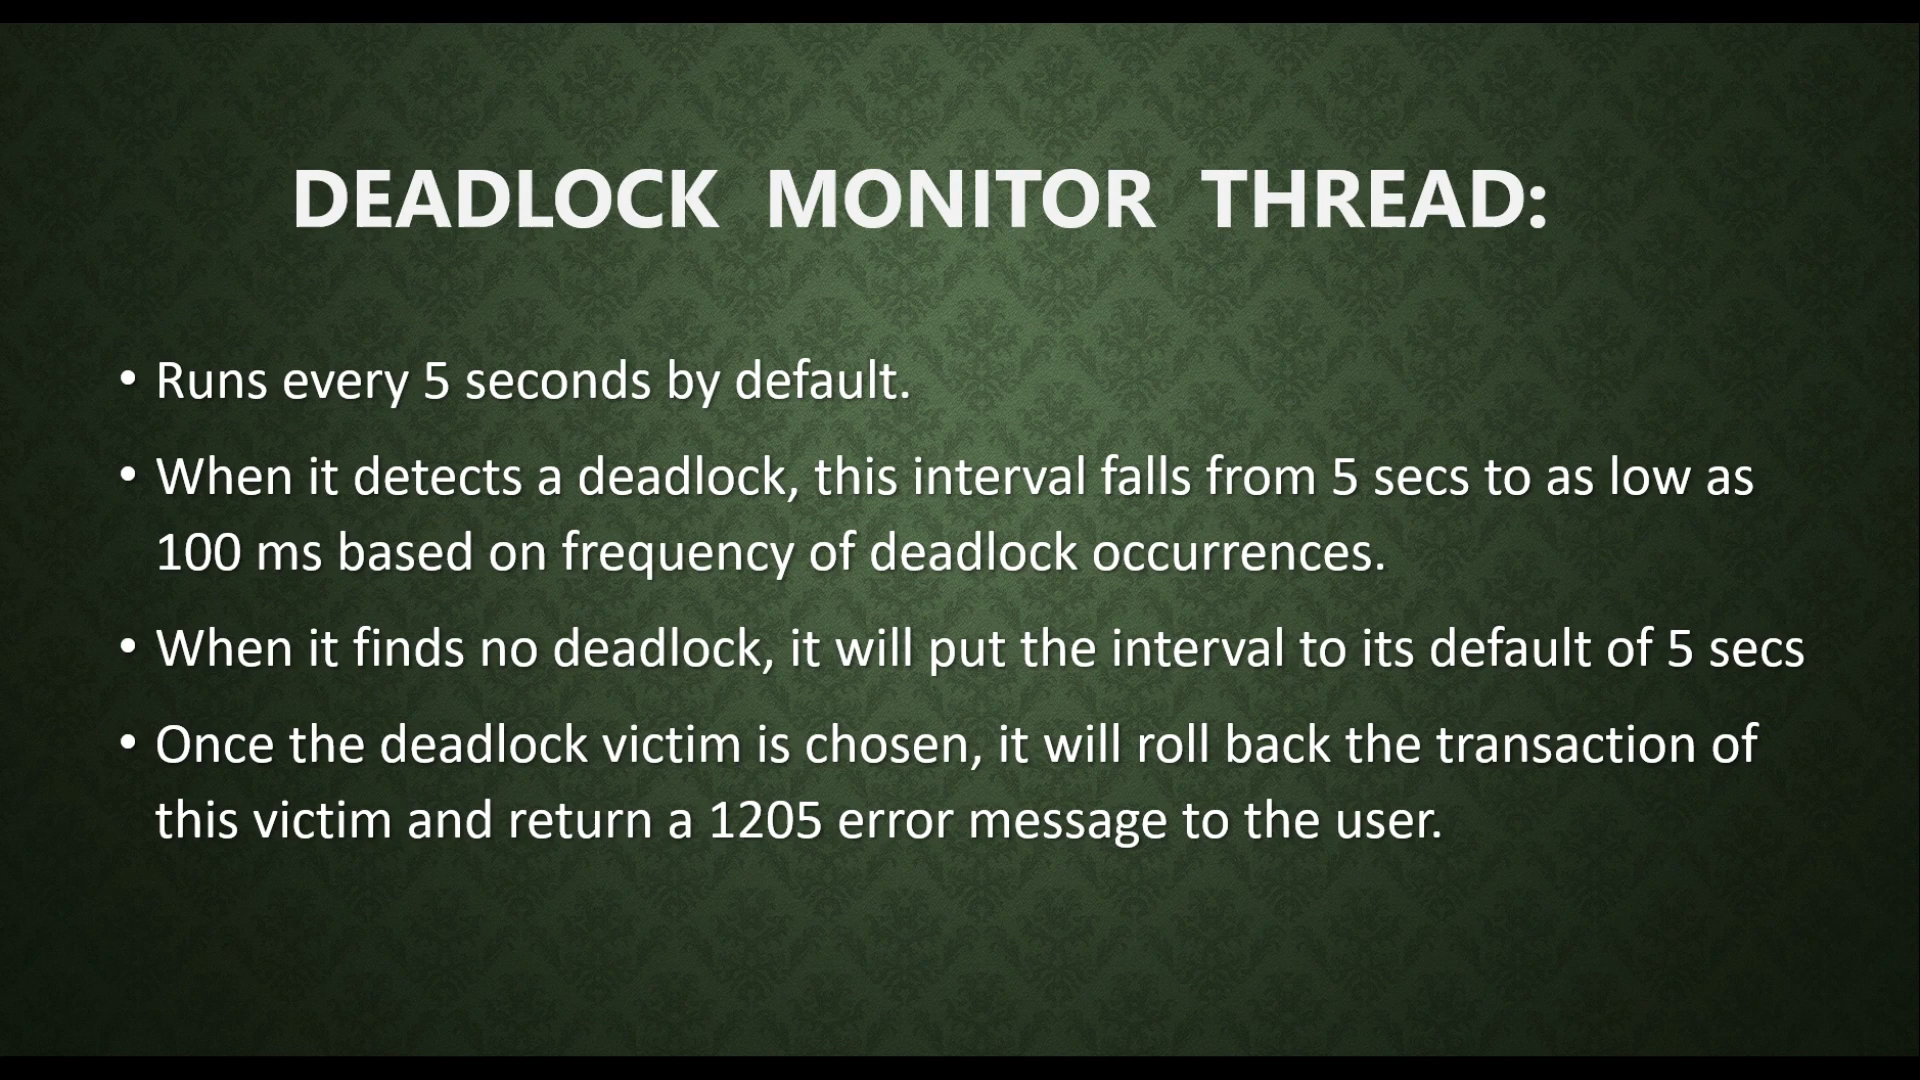 DEADLOCK MONITOR THREAD:
• Runs every 5 seconds by default.
• When it detects a deadlock, this interval falls from 5 secs to as low as
100 ms based on frequency of deadlock occurrences.
• When it finds no deadlock, it will put the interval to its default of 5 secs
• Once the deadlock victim is chosen, it will roll back the transaction of
this victim and return a 1205 error message to the user.